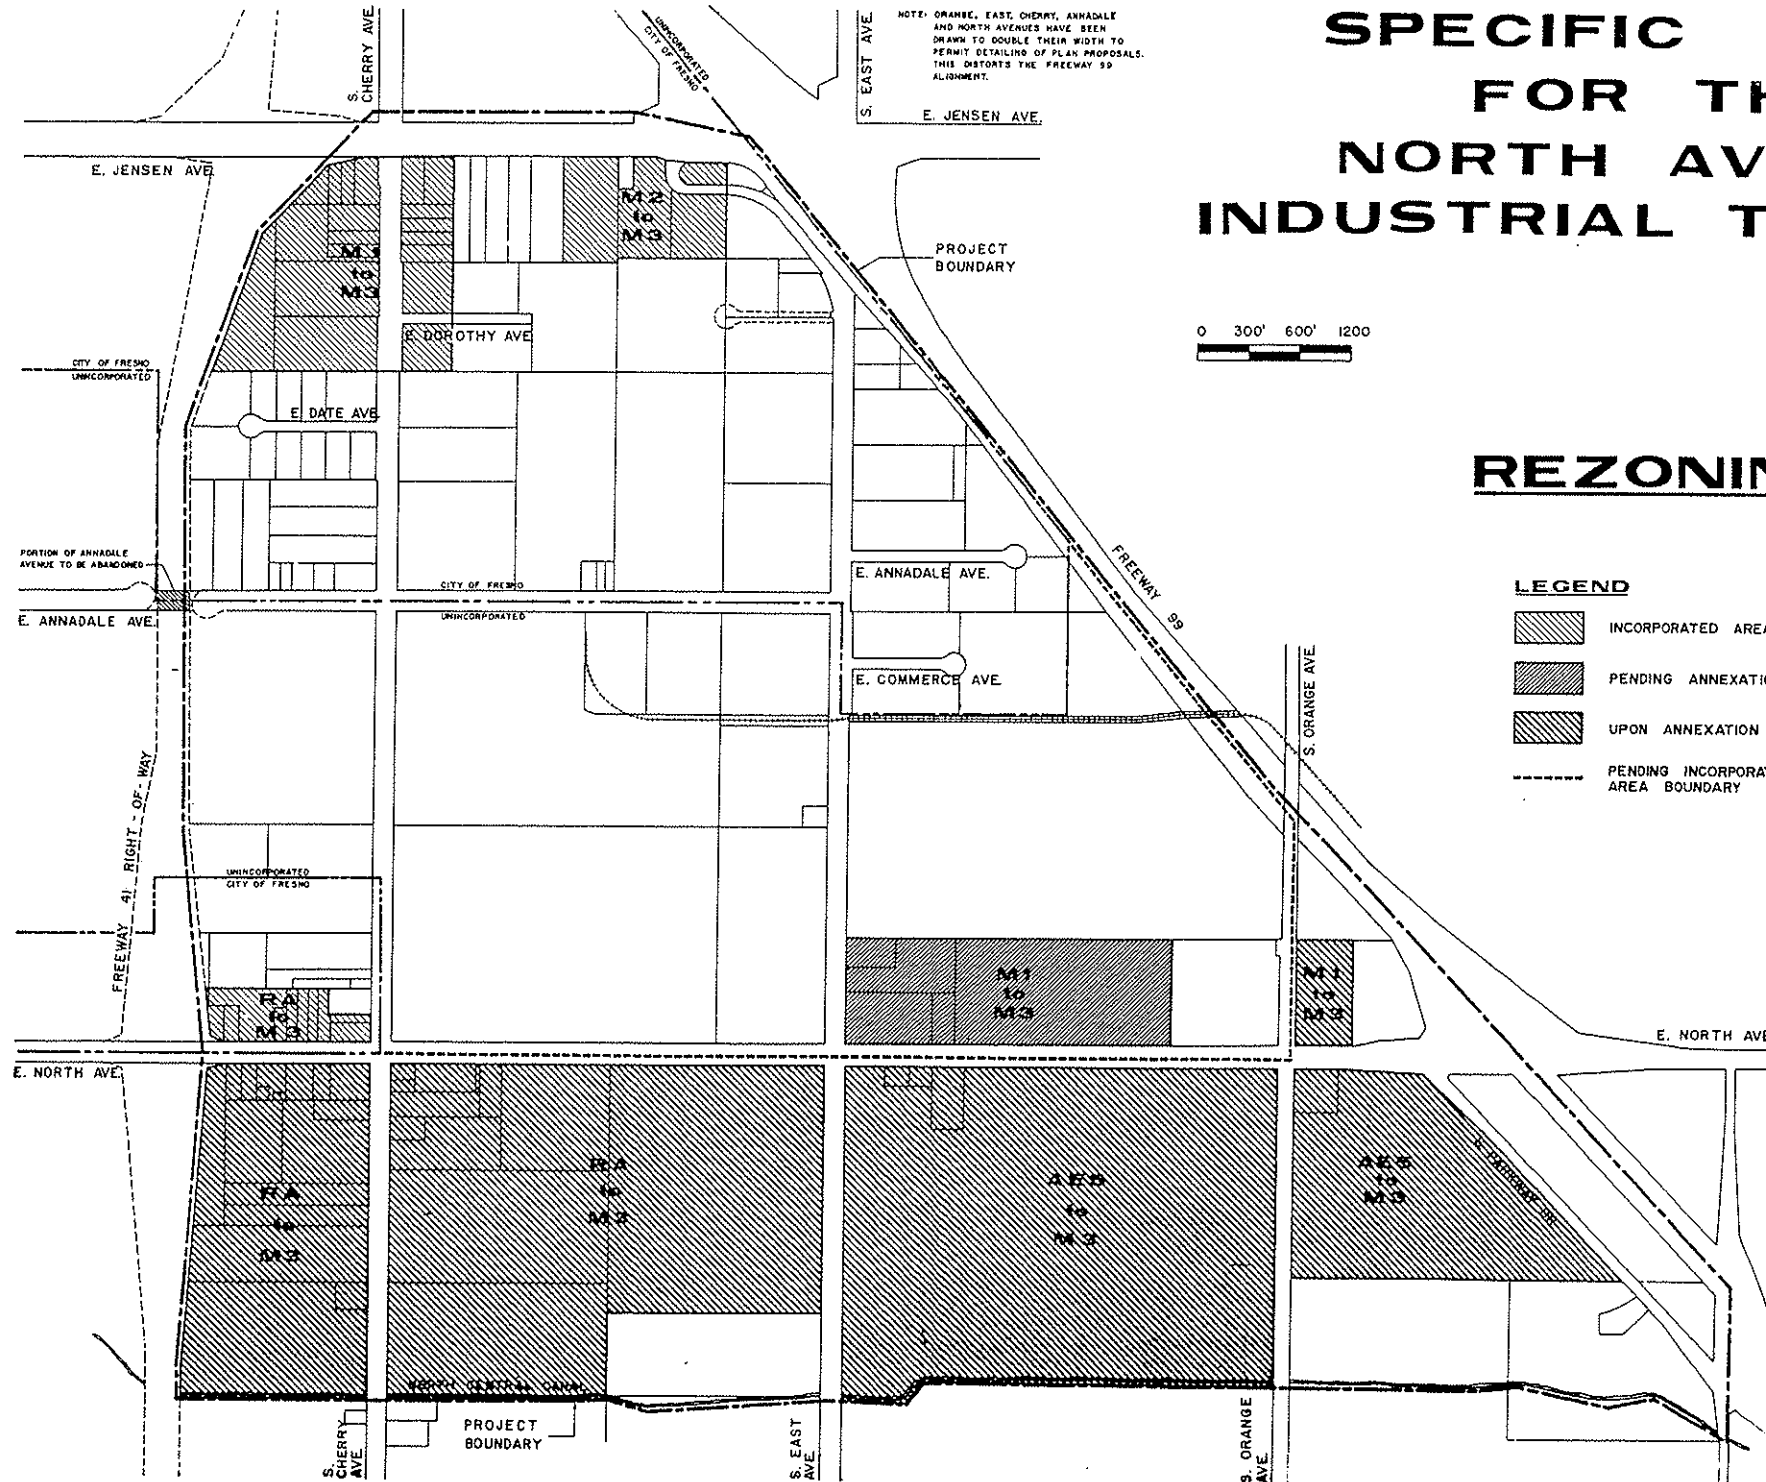 SPECIFIC
FOR TH
NORTH AV
INDUSTRIAL T
NOTE: ORANGE, EAST, CHERRY, ANNADALE
AND NORTH AVENUES HAVE BEEN
DRAWN TO DOUBLE THEIR WIDTH TO
PERMIT DETAILING OF PLAN PROPOSALS.
THIS DISTORTS THE FREEWAY 99
ALIGNMENT.
S. CHERRY AVE.
UNINCORPORATED
CITY OF FRESNO
S. EAST AVE.
E. JENSEN AVE.
E. JENSEN AVE.
M1
to
M3
M2
to
M3
PROJECT
BOUNDARY
0 300' 600' 1200
E. DOROTHY AVE
CITY OF FRESNO
UNINCORPORATED
E. DATE AVE.
REZONIN
PORTION OF ANNADALE
AVENUE TO BE ABANDONED
E. ANNADALE AVE.
CITY OF FRESNO
UNINCORPORATED
E. ANNADALE AVE.
FREEWAY 99
E. COMMERCE AVE.
S. ORANGE AVE.
LEGEND
INCORPORATED AREA
PENDING ANNEXATIO
UPON ANNEXATION
PENDING INCORPORAT
AREA BOUNDARY
FREEWAY 41 RIGHT-OF-WAY
UNINCORPORATED
CITY OF FRESNO
RA
to
M3
M1
to
M3
M1
to
M3
E. NORTH AVE.
E. NORTH AVE
RA
to
M3
RA
to
M3
AE5
to
M3
AE5
to
M3
PARKWAY
NORTH CENTRAL CANAL
PROJECT
BOUNDARY
S.
CHERRY
AVE.
S. EAST
AVE.
S. ORANGE
AVE.